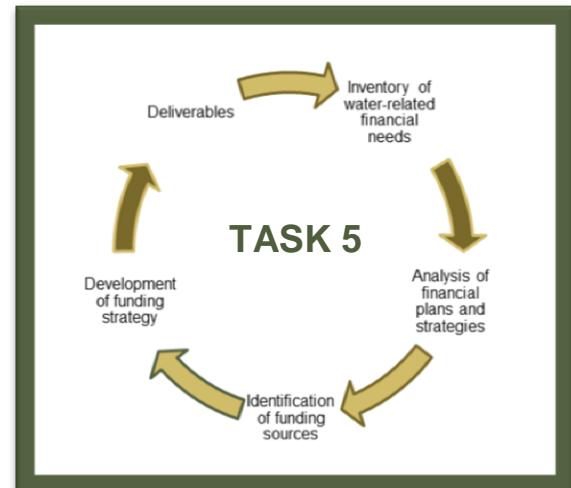 Deliverables
Inventory of
water-related
financial
needs
TASK 5
Analysis of
financial
plans and
strategies
Identification
of funding
sources
Development
of funding
strategy